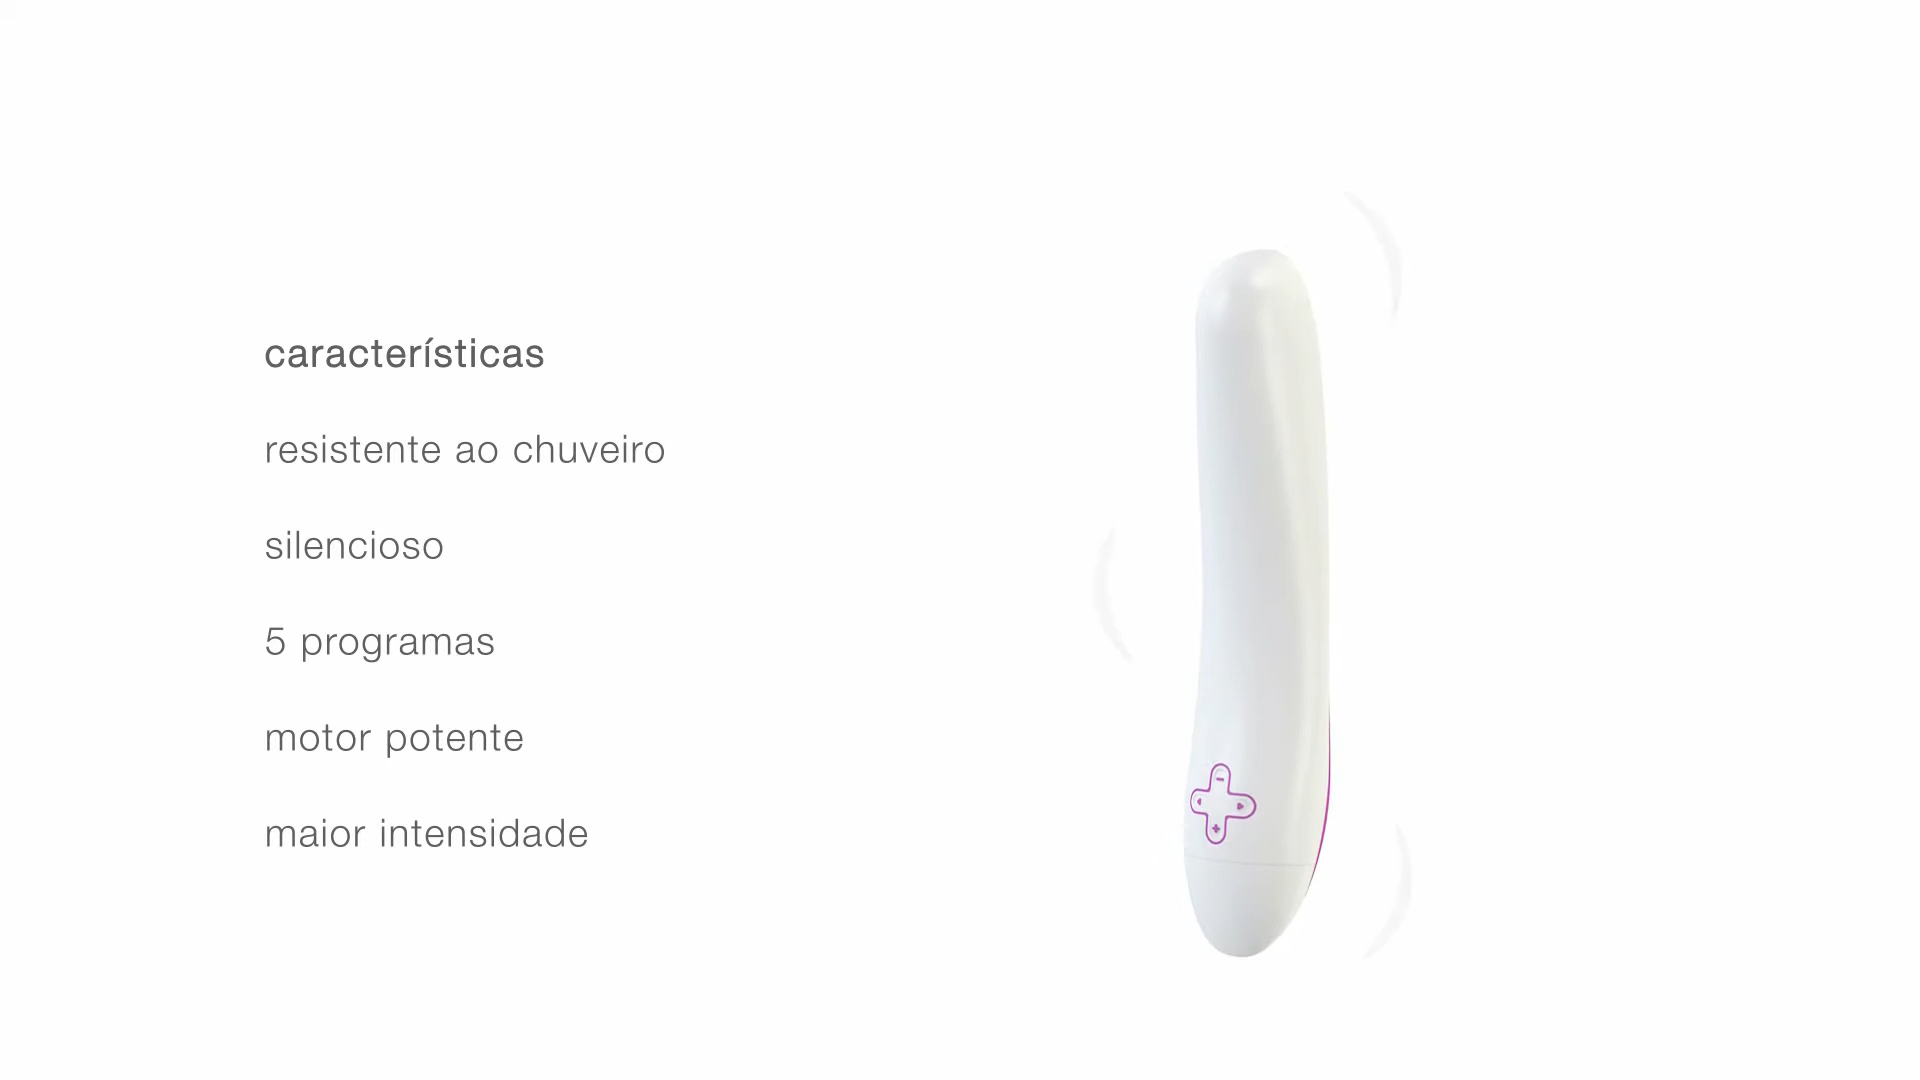 características
resistente ao chuveiro
silencioso
5 programas
motor potente
maior intensidade